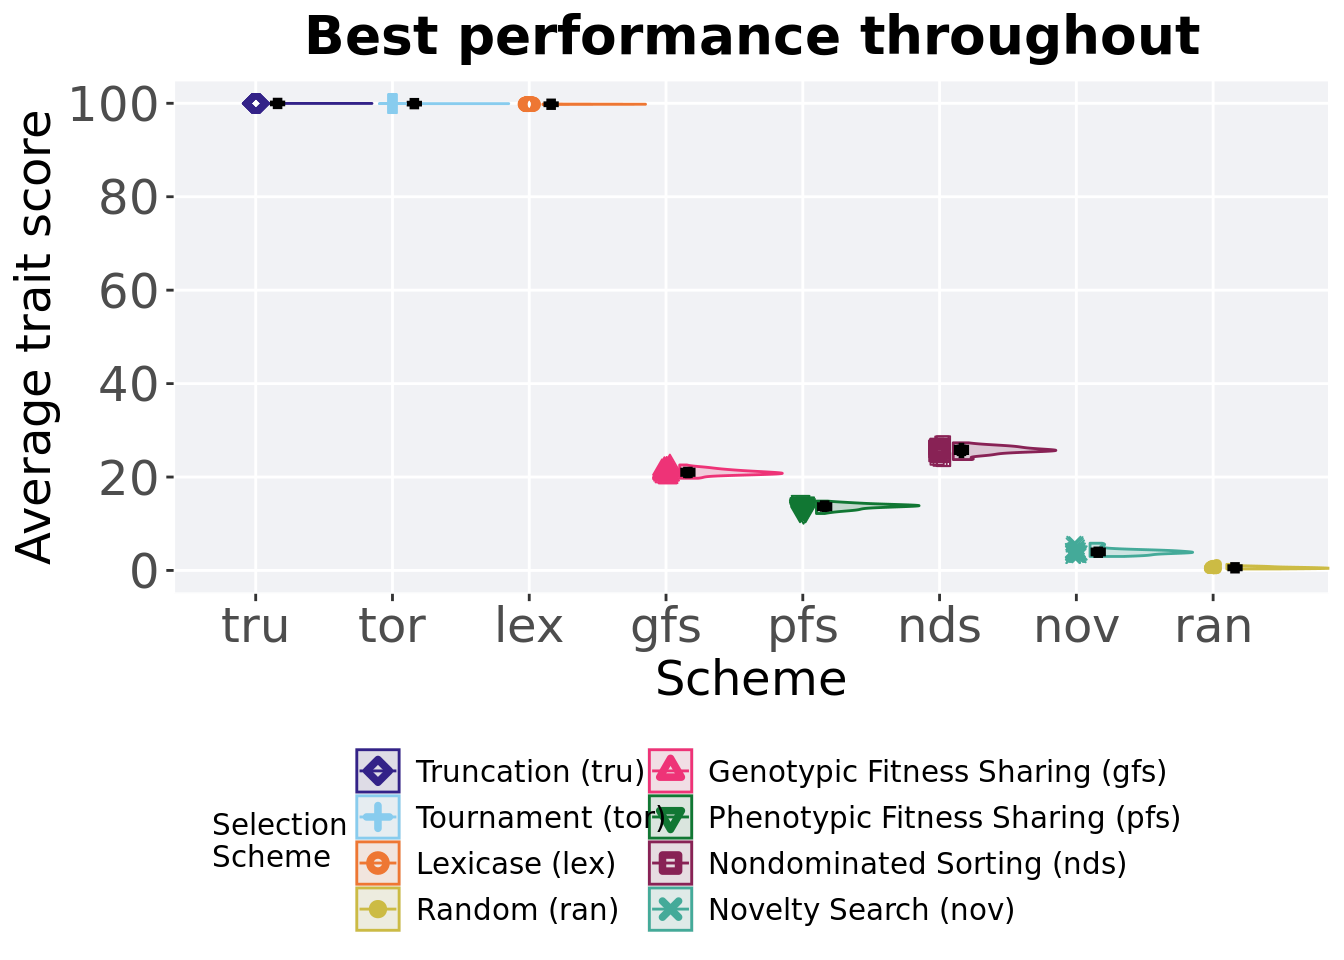 Best performance throughout
Average trait score
100
80
60
40
20
0
tru tor lex gfs pfs nds nov ran
Scheme
Selection
Scheme
Truncation (tru)
Tournament (tor)
Lexicase (lex)
Random (ran)
Genotypic Fitness Sharing (gfs)
Phenotypic Fitness Sharing (pfs)
Nondominated Sorting (nds)
Novelty Search (nov)